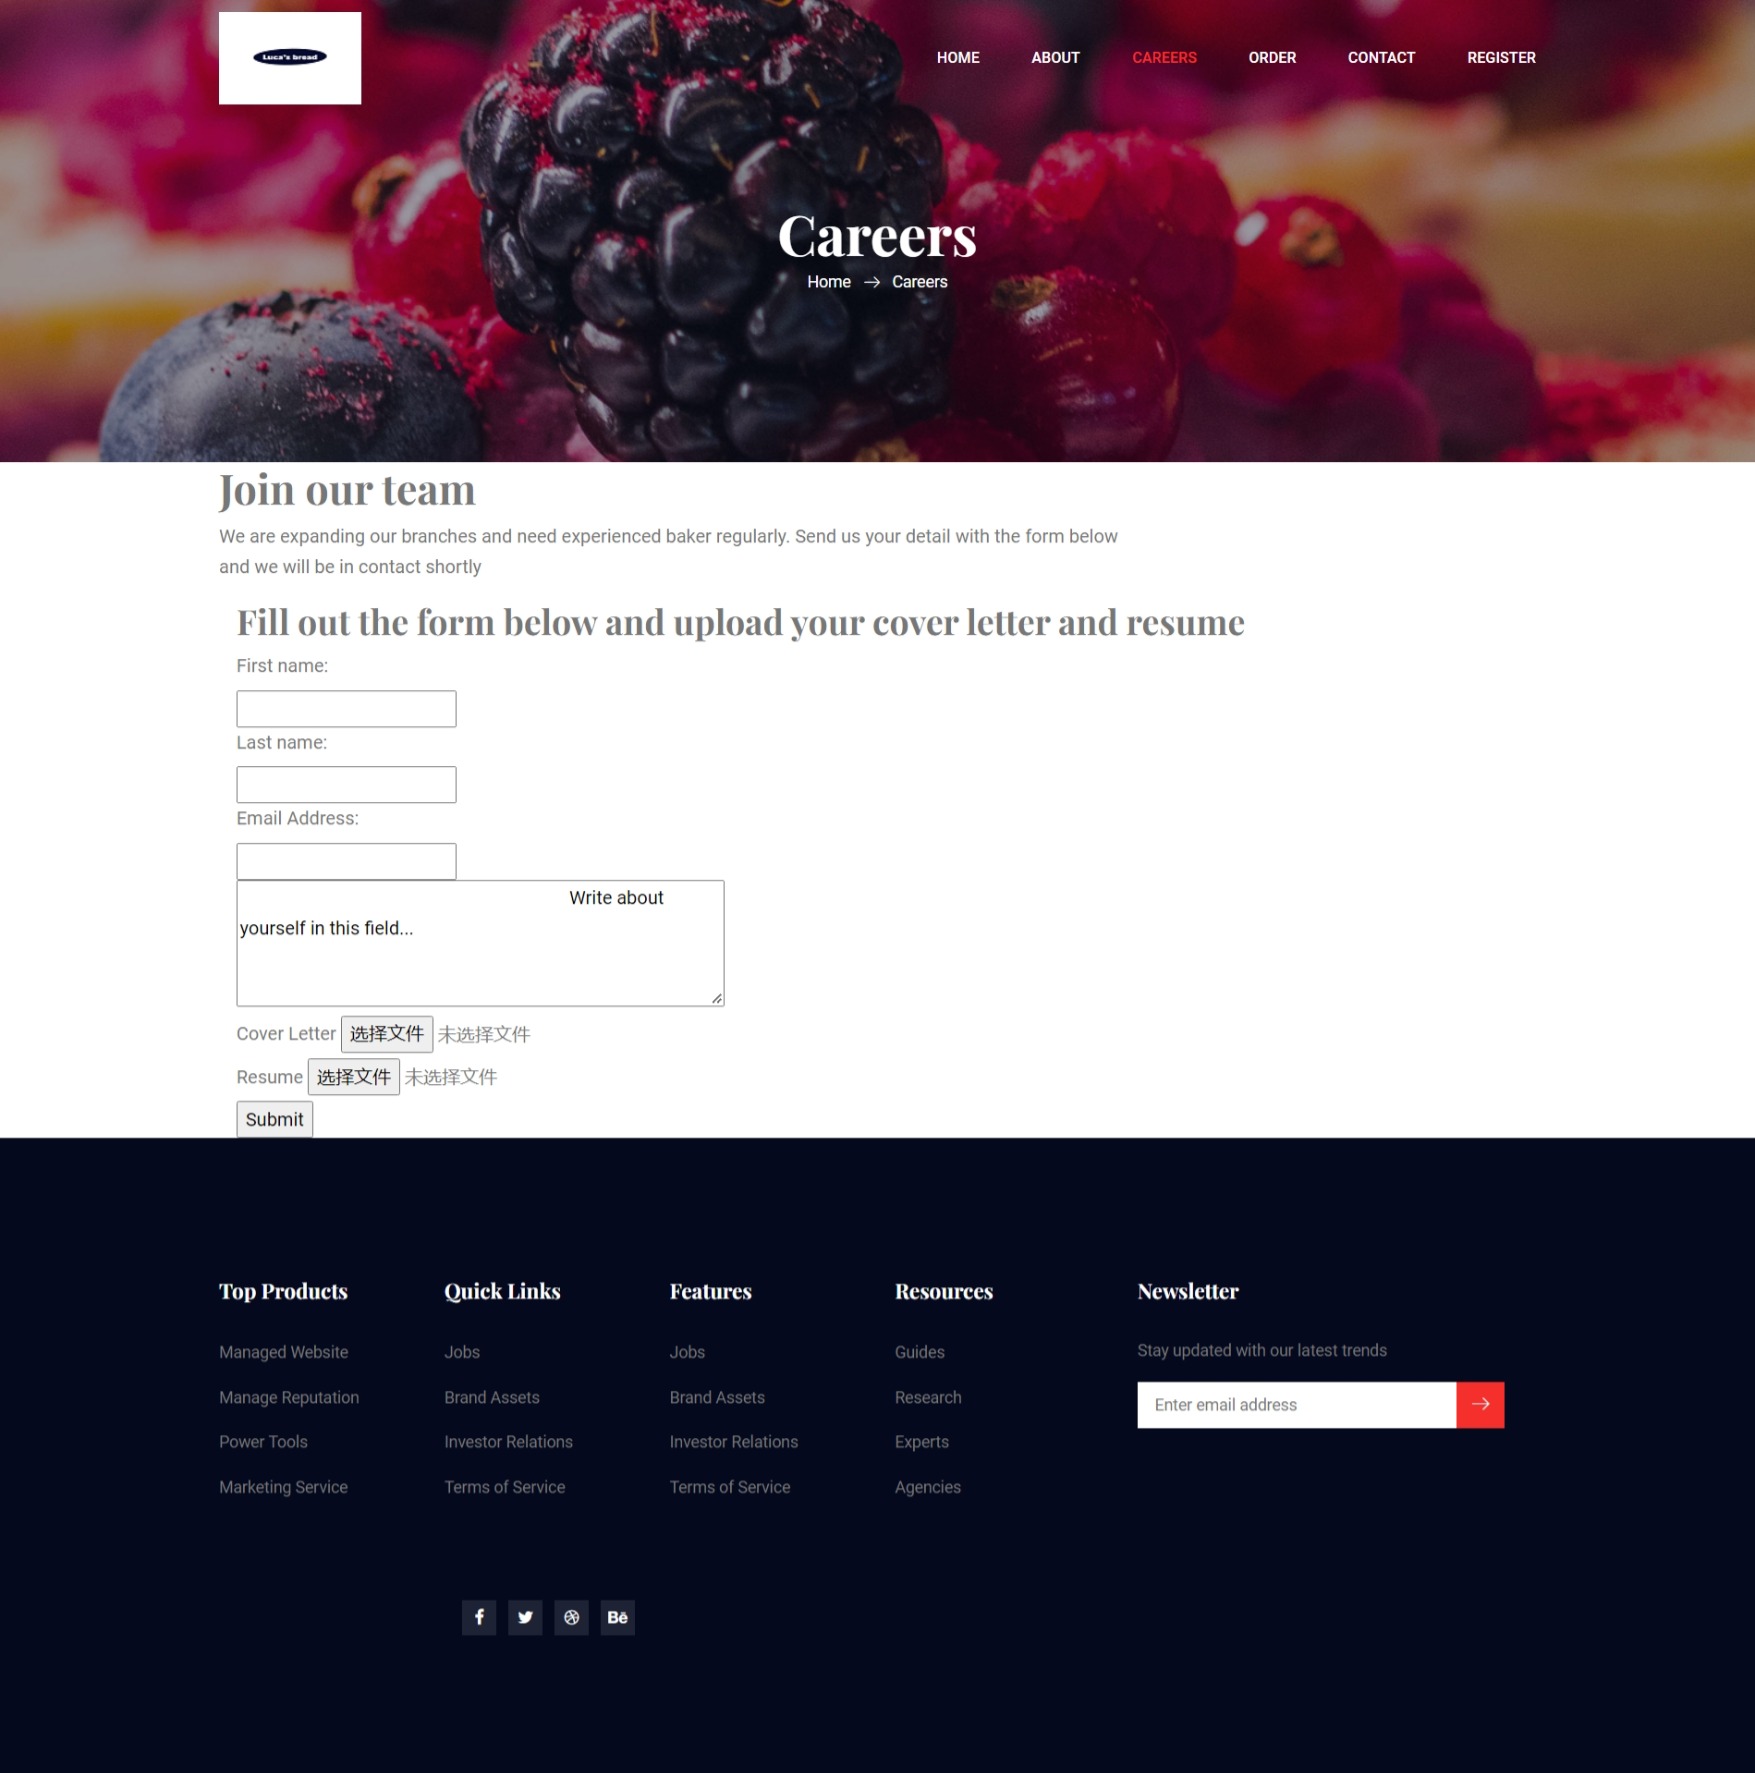 Luca's bread
HOME ABOUT CAREERS ORDER CONTACT REGISTER
Careers
Home → Careers
Join our team
We are expanding our branches and need experienced baker regularly. Send us your detail with the form below
and we will be in contact shortly
Fill out the form below and upload your cover letter and resume
First name:
Last name:
Email Address:
Write about
yourself in this field...
Cover Letter 选择文件 未选择文件
Resume 选择文件 未选择文件
Submit
Top Products
Managed Website
Manage Reputation
Power Tools
Marketing Service
Quick Links
Jobs
Brand Assets
Investor Relations
Terms of Service
Features
Jobs
Brand Assets
Investor Relations
Terms of Service
Resources
Guides
Research
Experts
Agencies
Newsletter
Stay updated with our latest trends
Enter email address
Bē